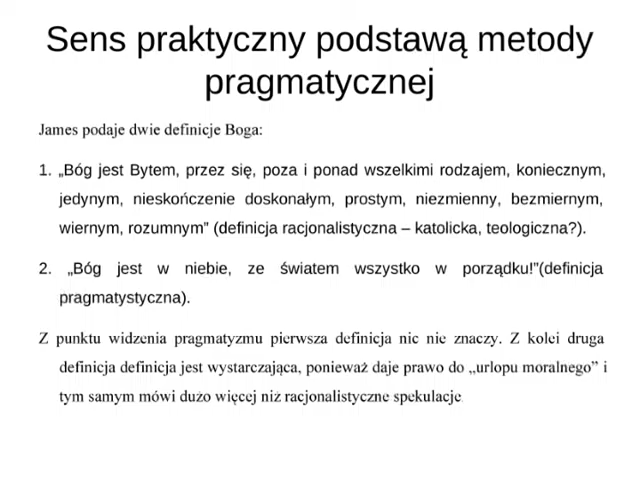 Sens praktyczny podstawą metody
pragmatycznej
James podaje dwie definicje Boga:
1. „Bóg jest Bytem, przez się, poza i ponad wszelkimi rodzajem, koniecznym,
jedynym, nieskończenie doskonałym, prostym, niezmienny, bezmiernym,
wiernym, rozumnym” (definicja racjonalistyczna – katolicka, teologiczna?).
2. „Bóg jest w niebie, ze światem wszystko w porządku!”(definicja
pragmatystyczna).
Z punktu widzenia pragmatyzmu pierwsza definicja nic nie znaczy. Z kolei druga
definicja definicja jest wystarczająca, ponieważ daje prawo do „urlopu moralnego” i
tym samym mówi dużo więcej niż racjonalistyczne spekulacje